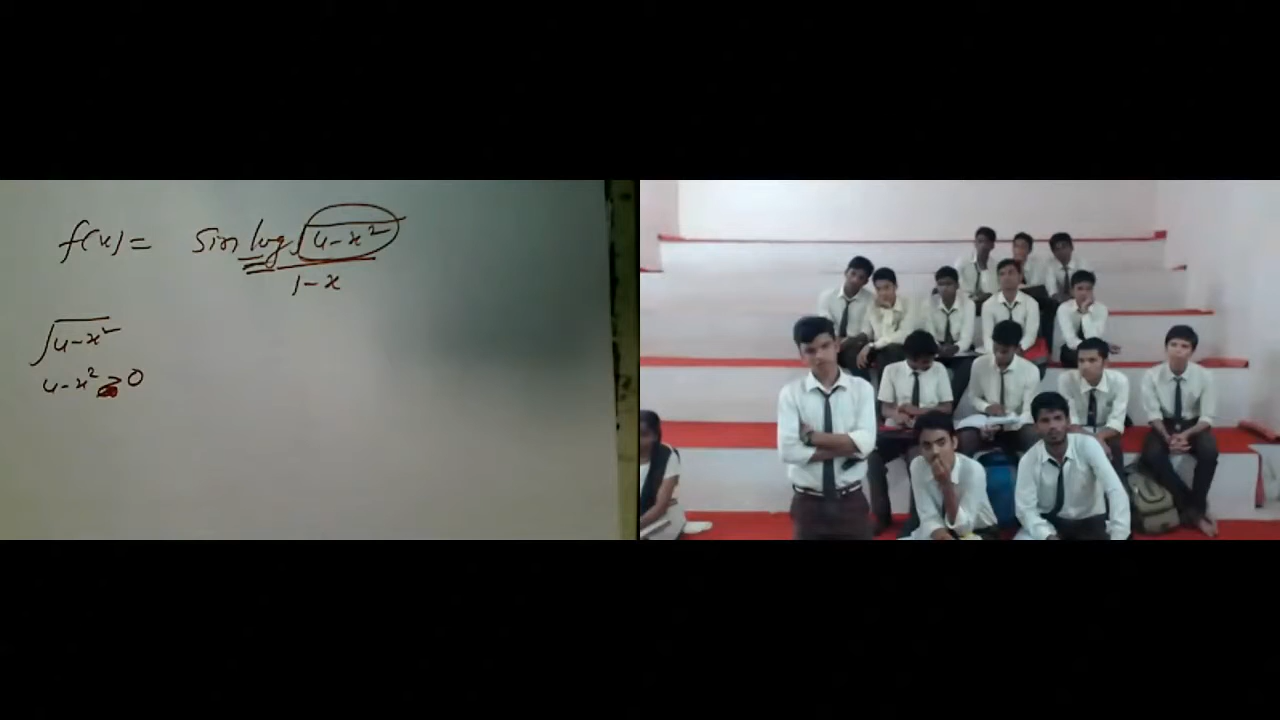 f(x) = sin log √4-x²
1-x
√4-x²
4-x² ≥ 0